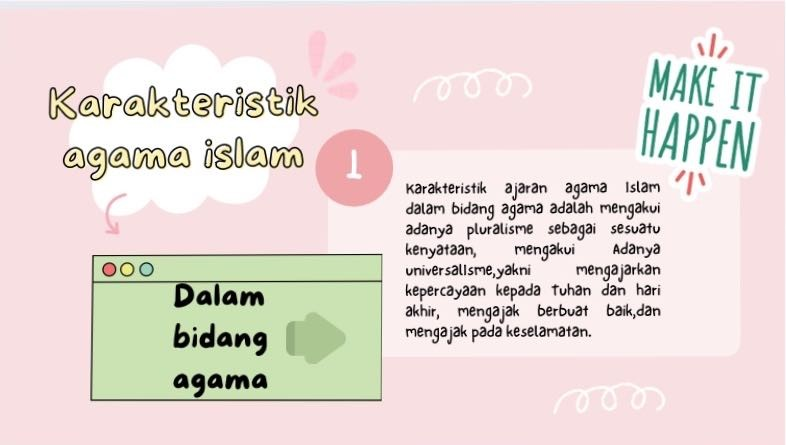 Karakteristik
agama islam
MAKE IT
HAPPEN
1
Karakteristik ajaran agama Islam
dalam bidang agama adalah mengakui
adanya pluralisme sebagai sesuatu
kenyataan, mengakui Adanya
universalIsme,yakni mengajarkan
kepercayaan kepada Tuhan dan hari
akhir, mengajak berbuat baik,dan
mengajak pada keselamatan.
Dalam
bidang
agama